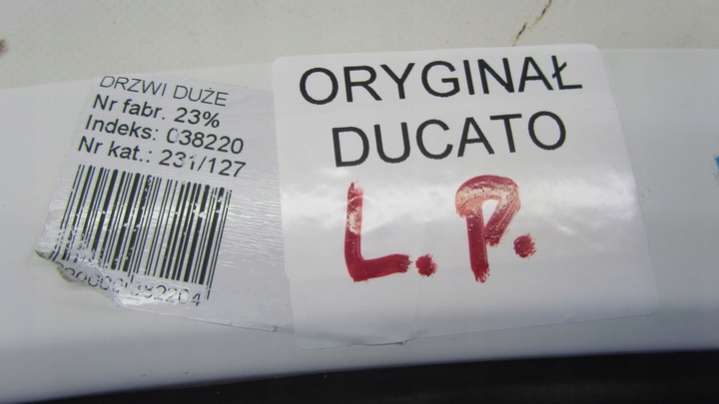 DRZWI DUŻE
Nr fabr. 23%
Indeks: 038220
Nr kat.: 231/127
ORYGINAŁ
DUCATO
L.P.